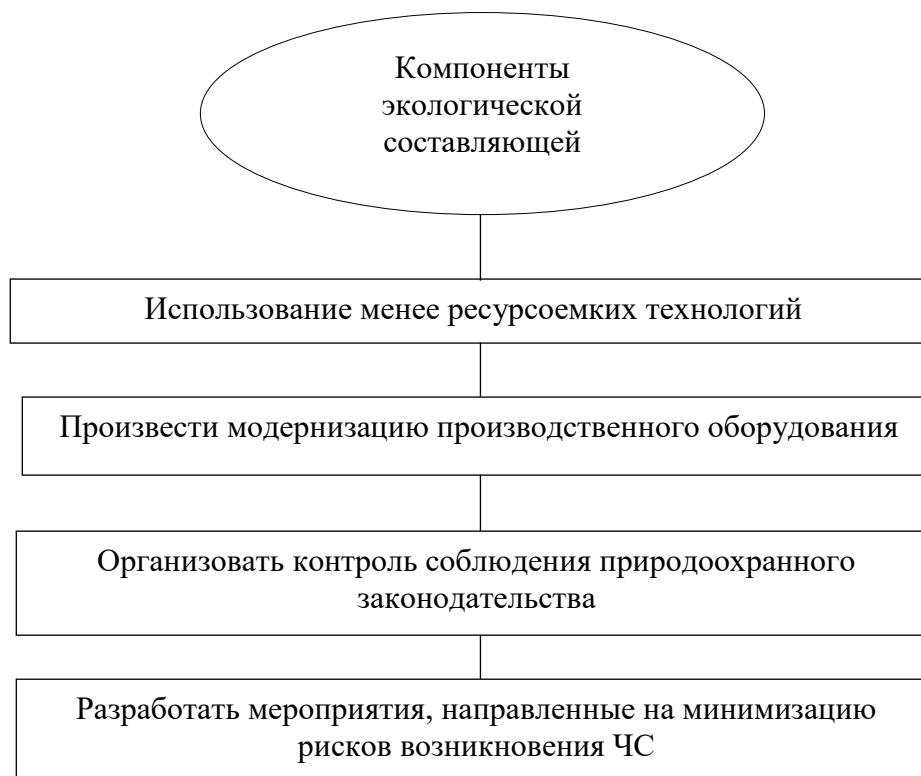 Компоненты
экологической
составляющей
Использование менее ресурсоемких технологий
Произвести модернизацию производственного оборудования
Организовать контроль соблюдения природоохранного
законодательства
Разработать мероприятия, направленные на минимизацию
рисков возникновения ЧС